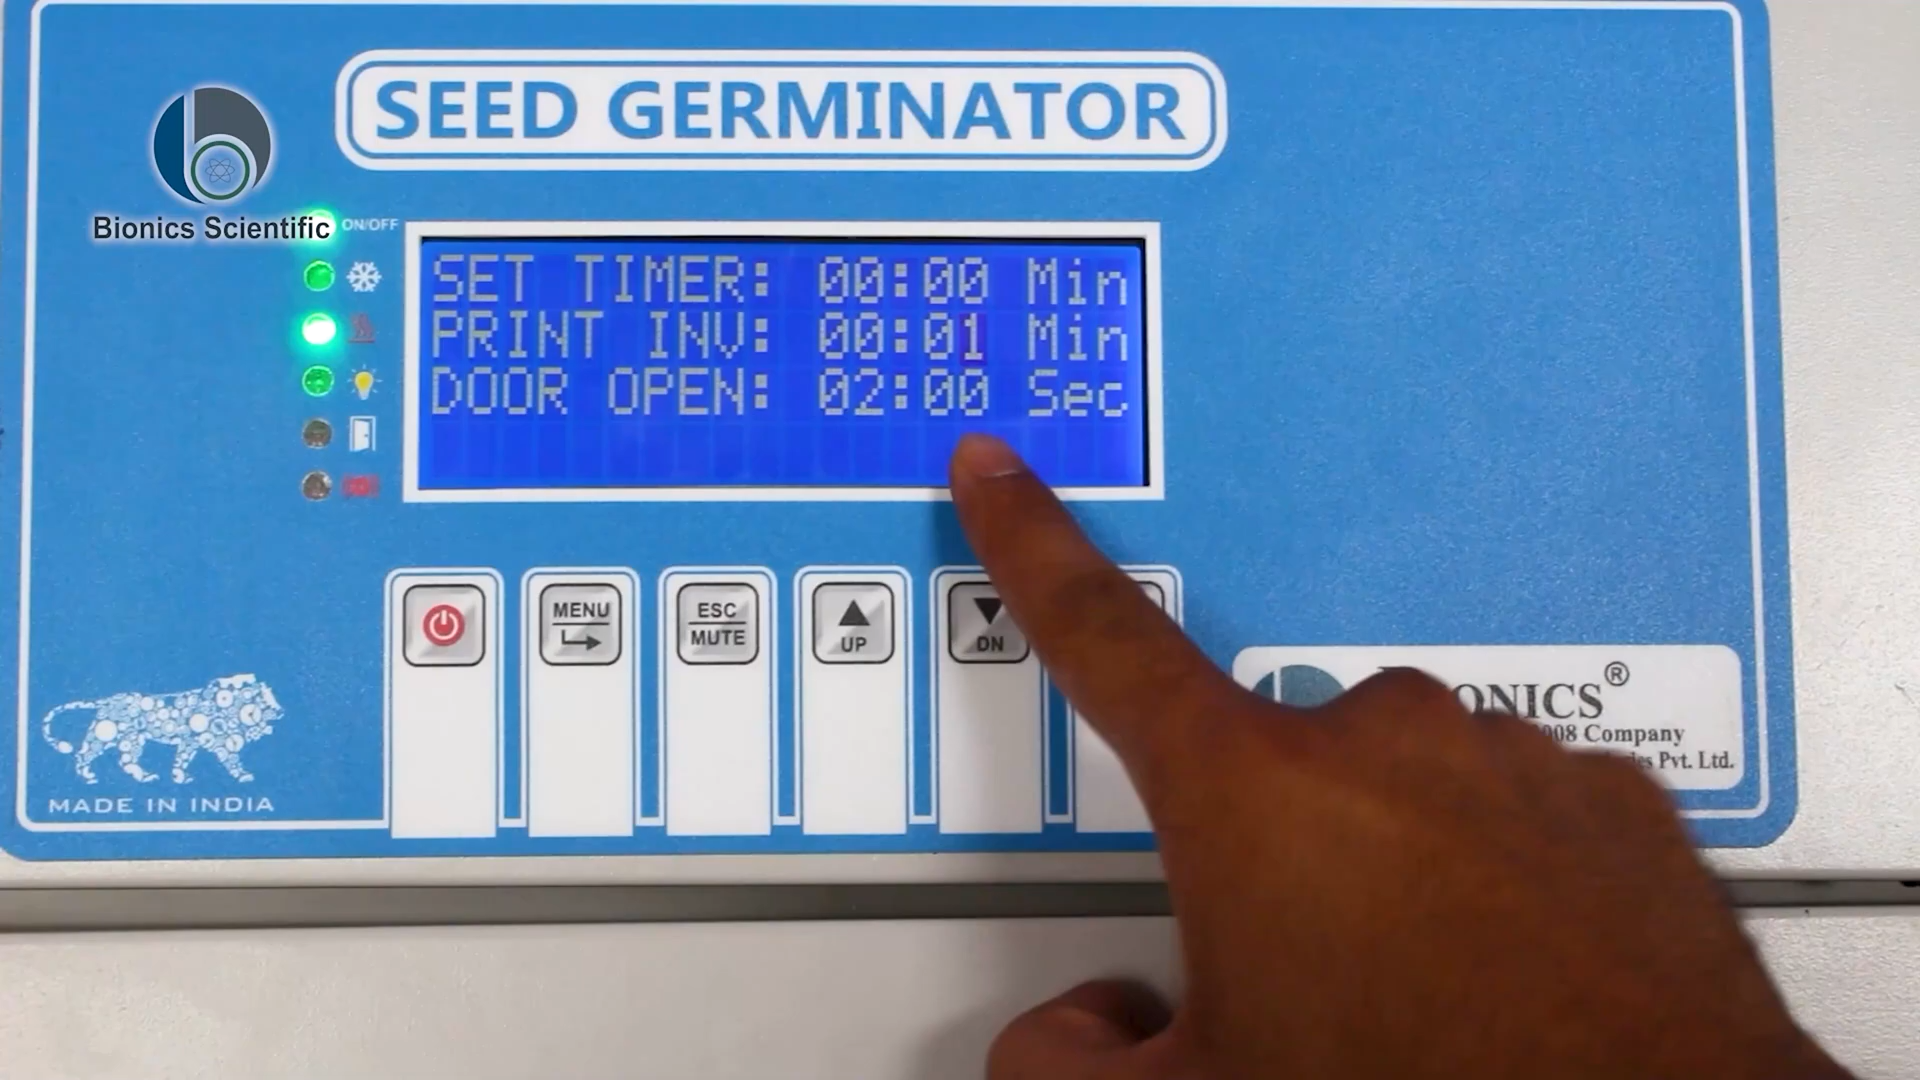 SEED GERMINATOR
Bionics Scientific
ON/OFF
SET TIMER: 00:00 Min
PRINT INV: 00:01 Min
DOOR OPEN: 02:00 Sec
MENU
ESC
MUTE
UP
DN
MADE IN INDIA
®
Company
Pvt. Ltd.